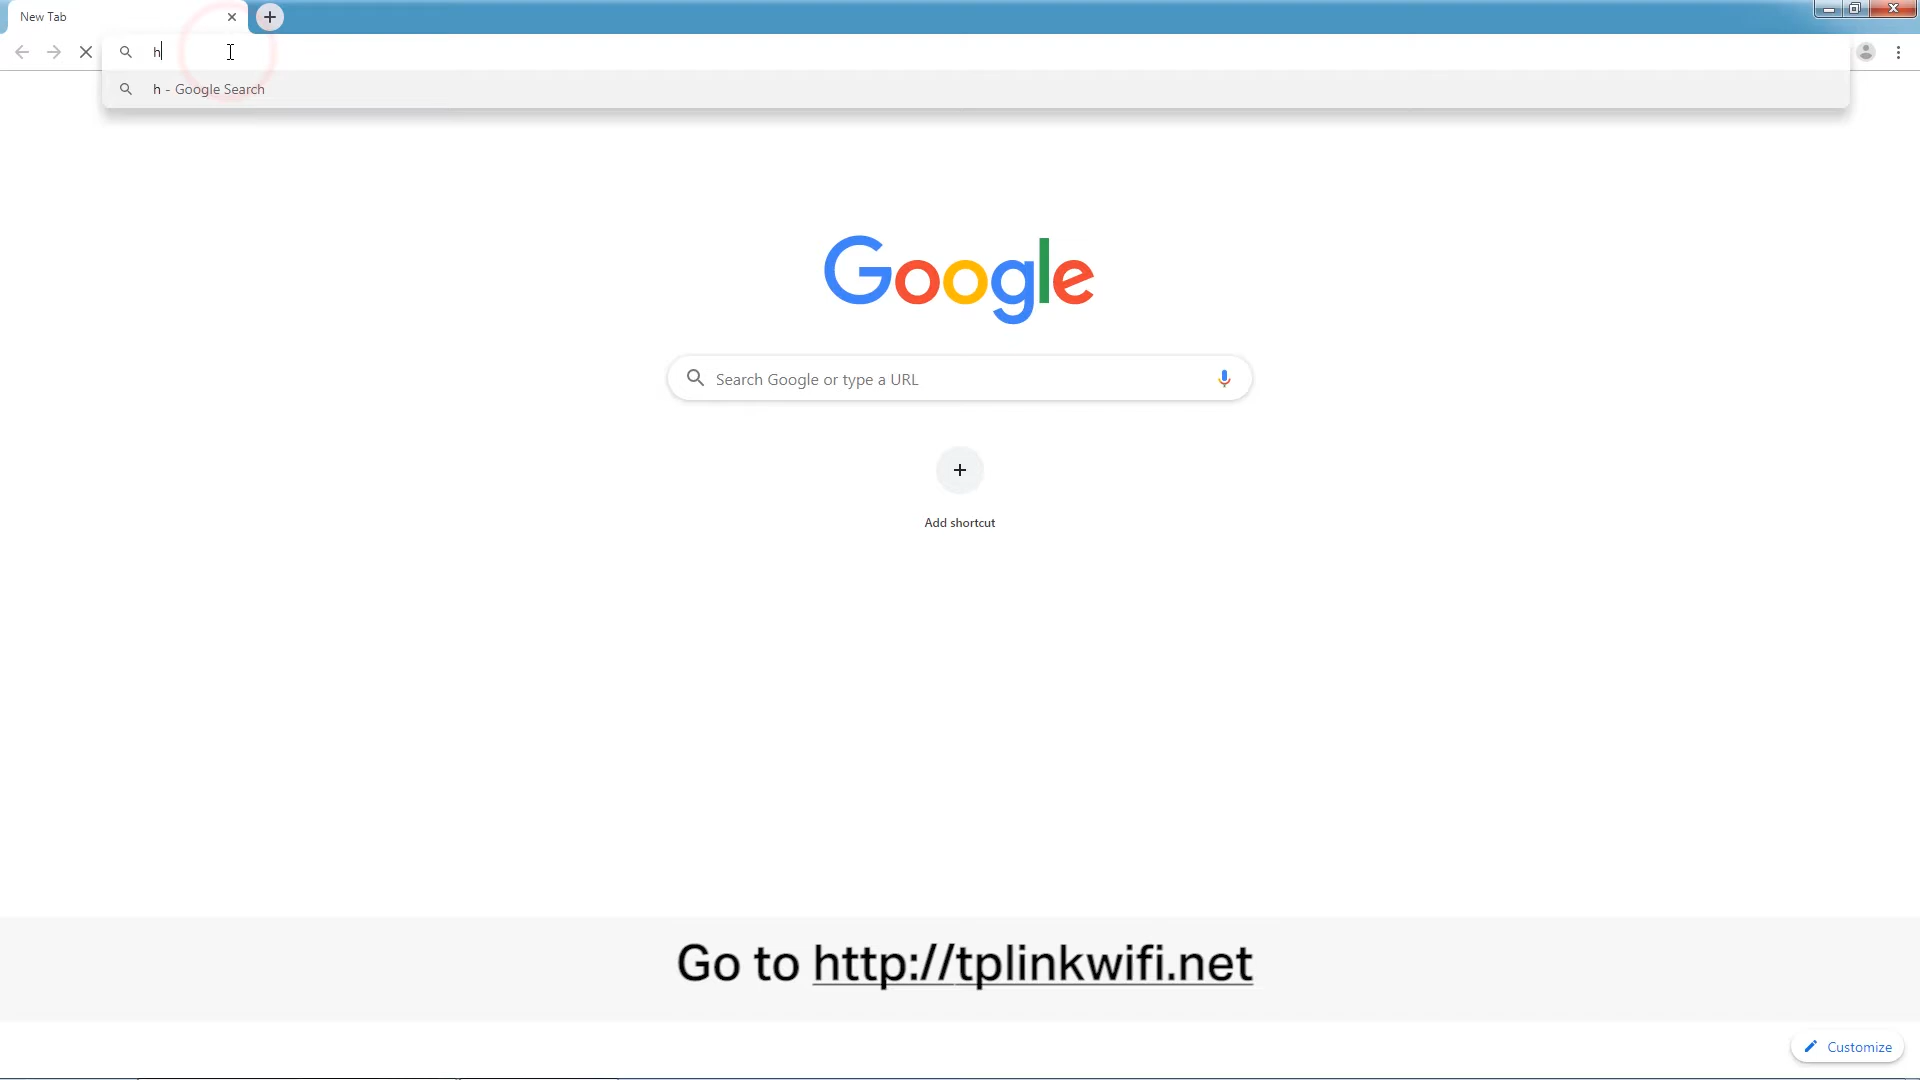 New Tab
h
h - Google Search
Google
Search Google or type a URL
Add shortcut
Go to http://tplinkwifi.net
Customize